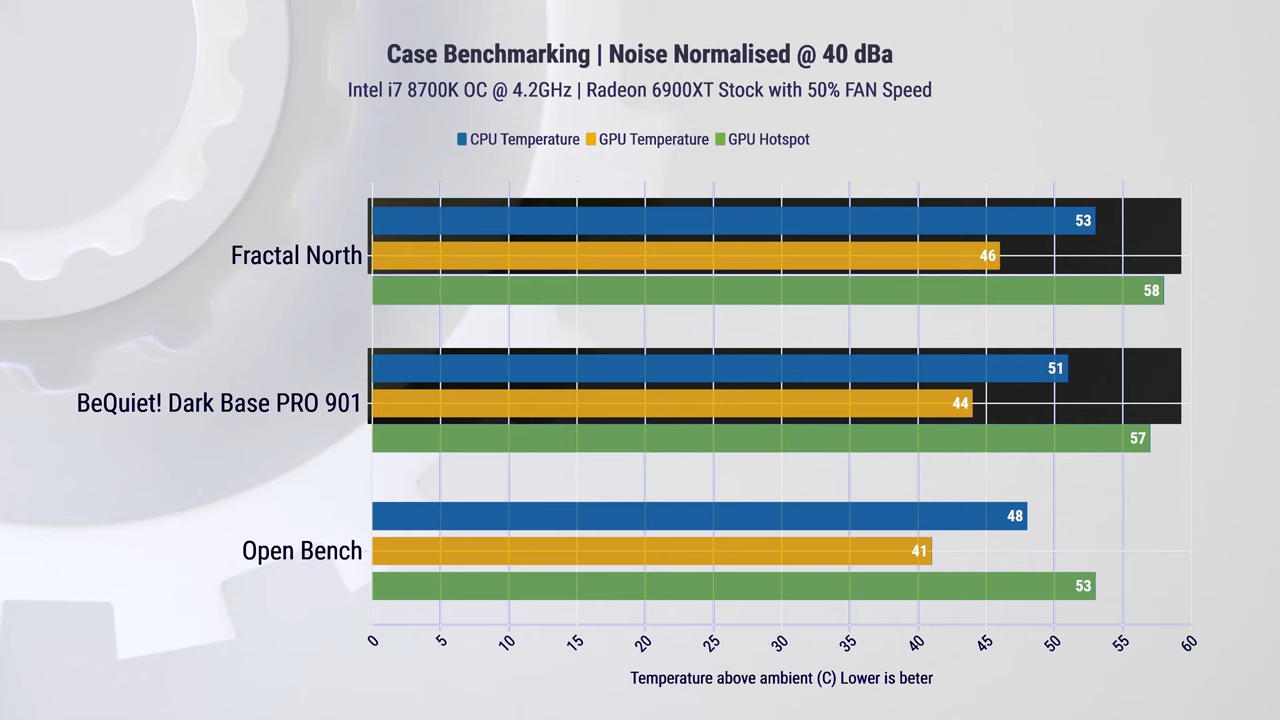 Case Benchmarking | Noise Normalised @ 40 dBa
Intel i7 8700K OC @ 4.2GHz | Radeon 6900XT Stock with 50% FAN Speed
CPU Temperature GPU Temperature GPU Hotspot
53
Fractal North 46
58
51
BeQuiet! Dark Base PRO 901 44
57
48
Open Bench 41
53
0 5 10 15 20 25 30 35 40 45 50 55 60
Temperature above ambient (C) Lower is beter